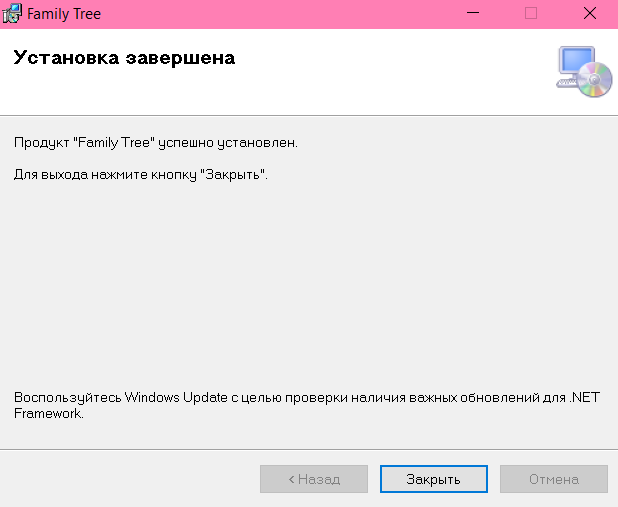 Family Tree
Установка завершена
Продукт "Family Tree" успешно установлен.
Для выхода нажмите кнопку "Закрыть".
Воспользуйтесь Windows Update с целью проверки наличия важных обновлений для .NET
Framework.
< Назад
Закрыть
Отмена